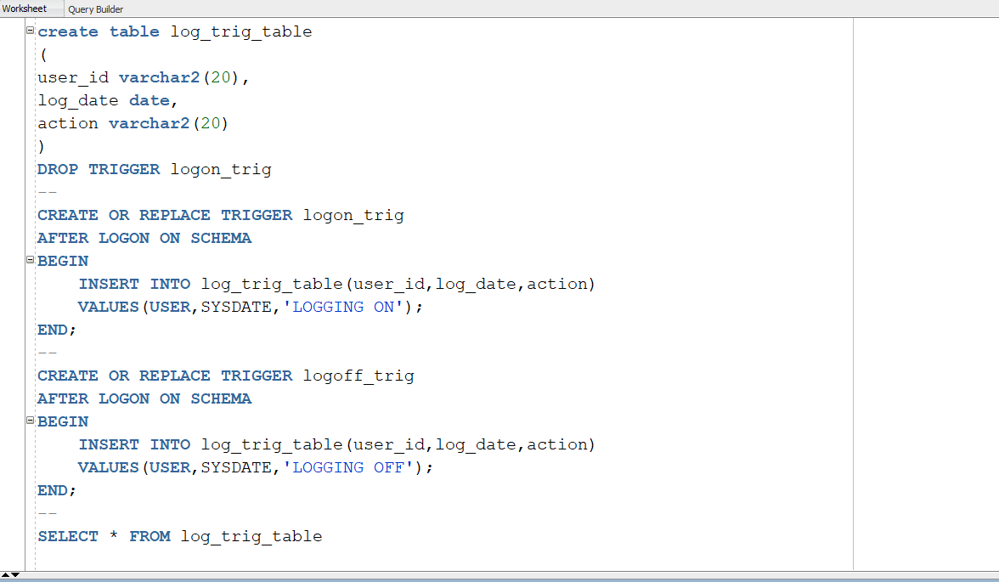 Worksheet Query Builder
create table log_trig_table
(
user_id varchar2(20),
log_date date,
action varchar2(20)
)
DROP TRIGGER logon_trig
--
CREATE OR REPLACE TRIGGER logon_trig
AFTER LOGON ON SCHEMA
BEGIN
    INSERT INTO log_trig_table(user_id,log_date,action)
    VALUES(USER,SYSDATE,'LOGGING ON');
END;
--
CREATE OR REPLACE TRIGGER logoff_trig
AFTER LOGON ON SCHEMA
BEGIN
    INSERT INTO log_trig_table(user_id,log_date,action)
    VALUES(USER,SYSDATE,'LOGGING OFF');
END;
--
SELECT * FROM log_trig_table